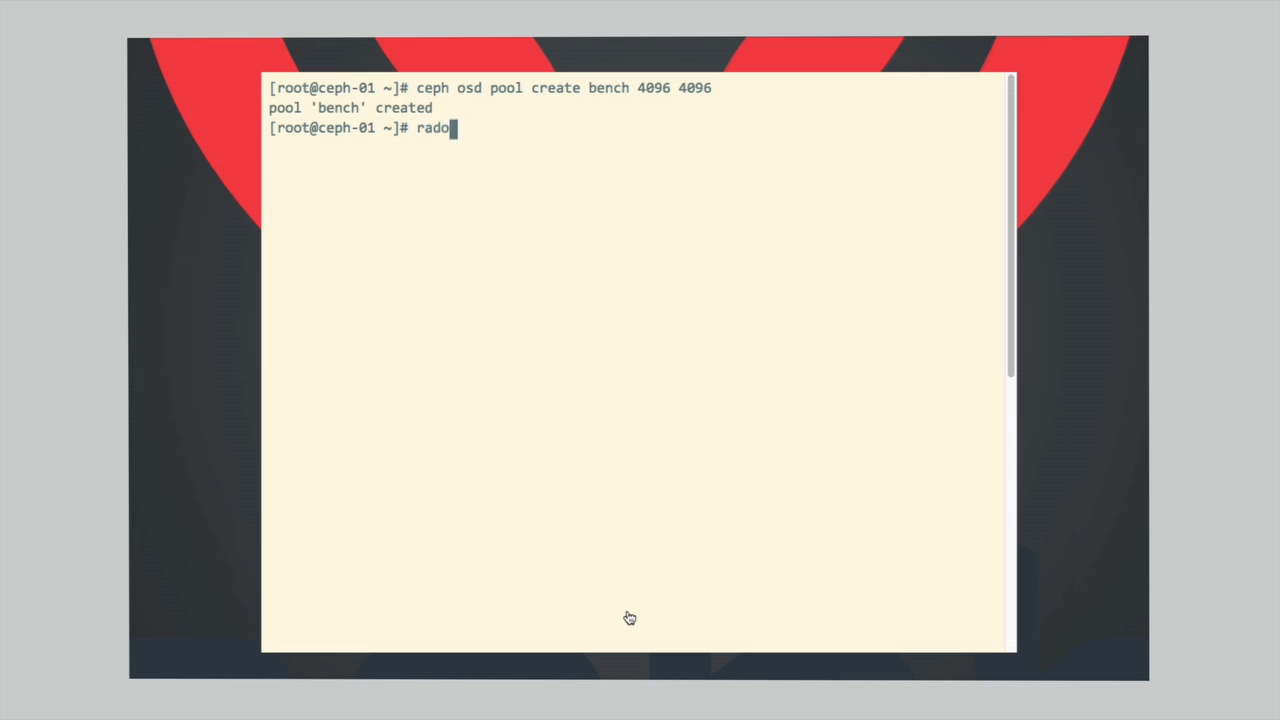 [root@ceph-01 ~]# ceph osd pool create bench 4096 4096
pool 'bench' created
[root@ceph-01 ~]# rado